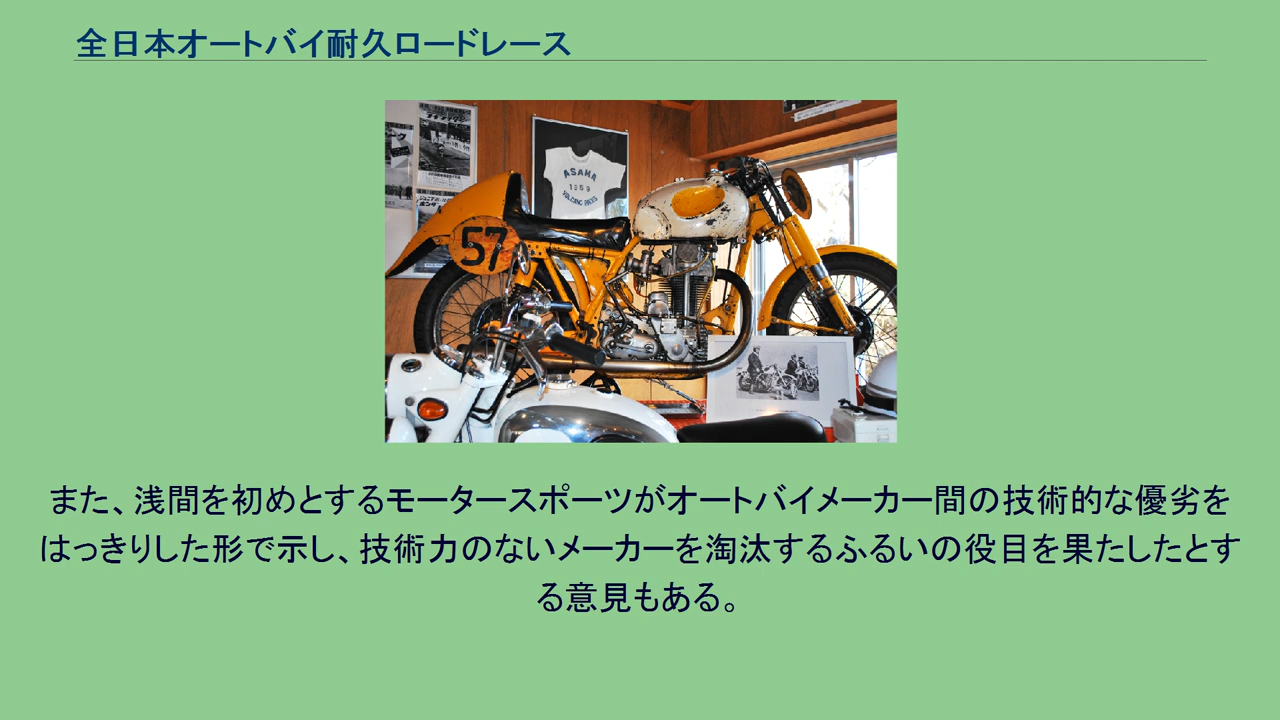 全日本オートバイ耐久ロードレース
ASAMA
1959
VOLCANO RACES
57
また、浅間を初めとするモータースポーツがオートバイメーカー間の技術的な優劣を
はっきりした形で示し、技術力のないメーカーを淘汰するふるいの役目を果たしたとす
る意見もある。